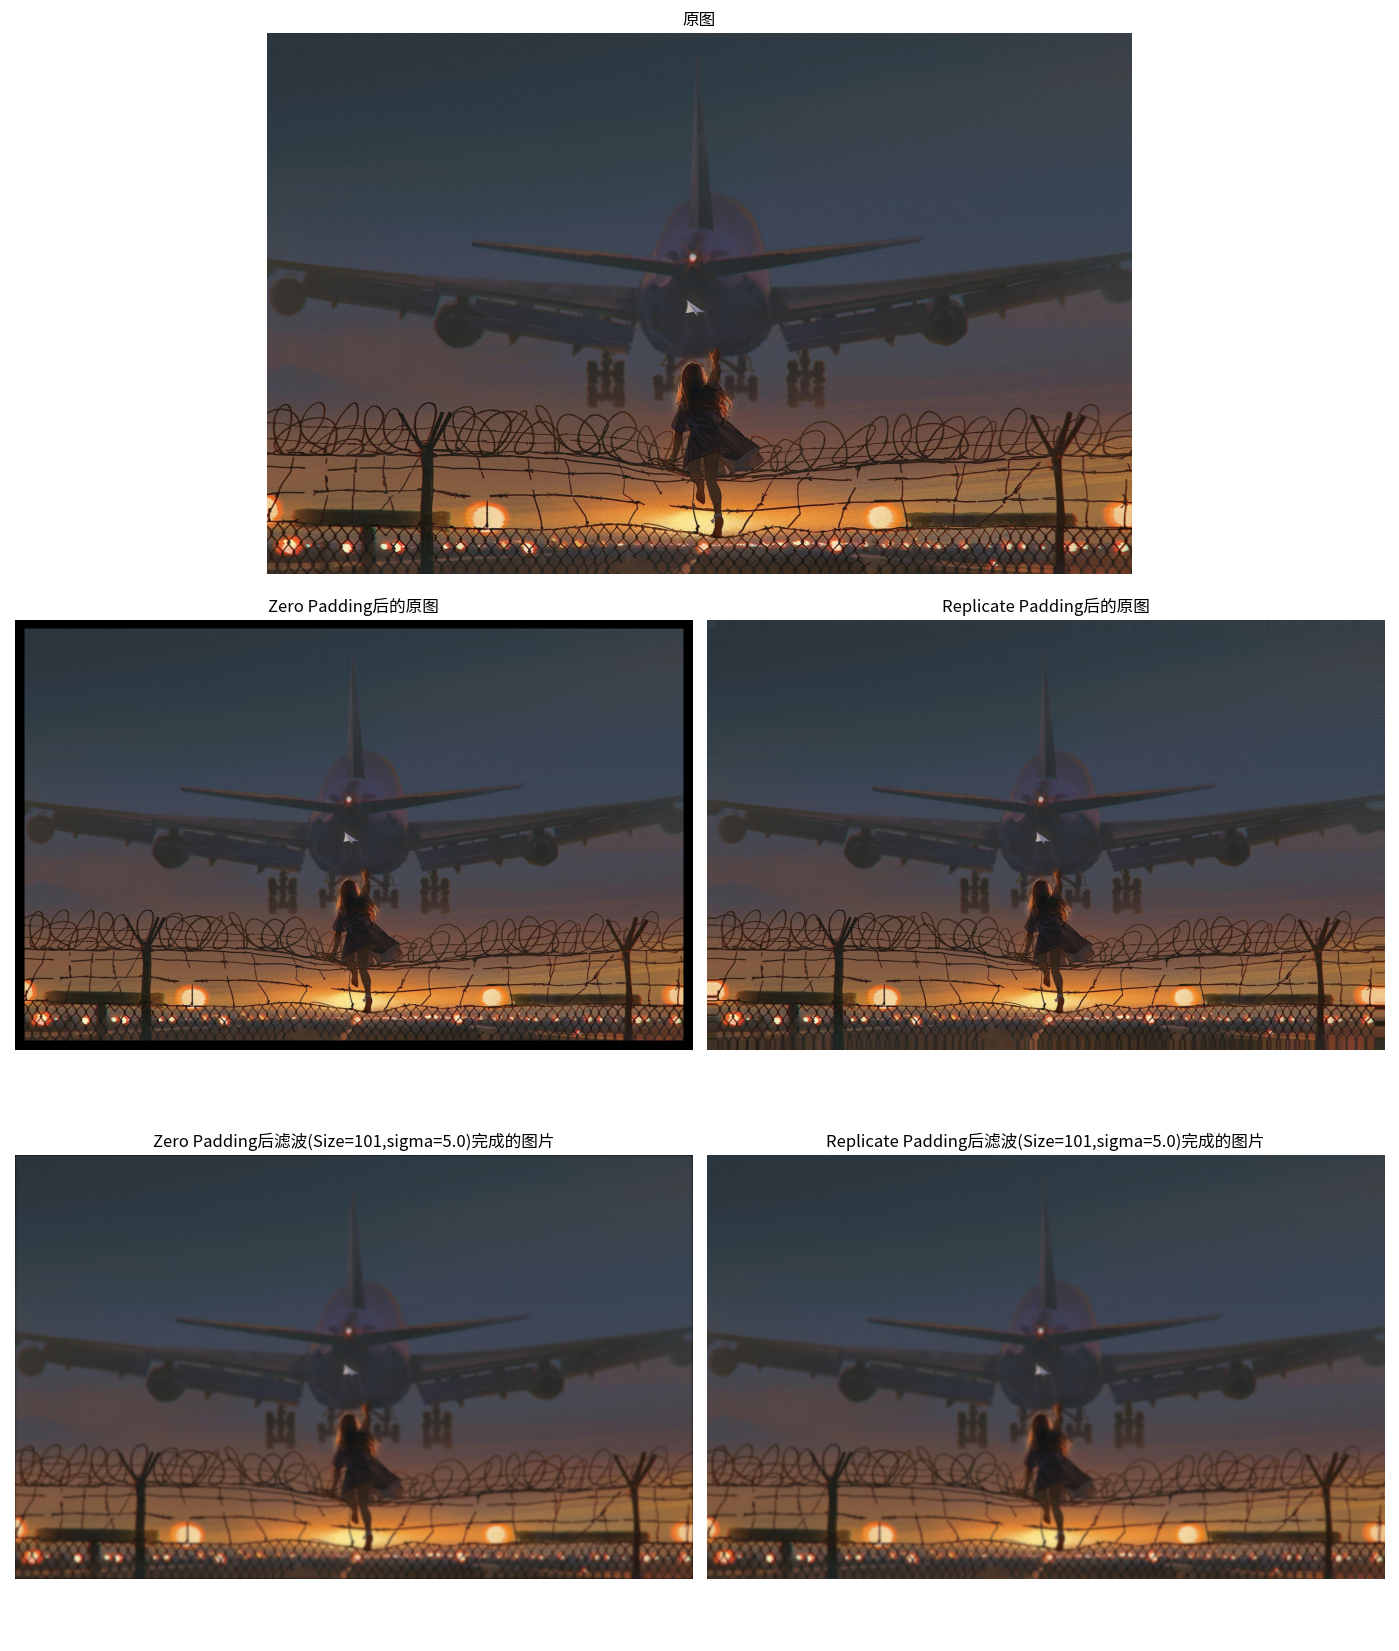 原图
Zero Padding后的原图
Replicate Padding后的原图
Zero Padding后滤波(Size=101,sigma=5.0)完成的图片
Replicate Padding后滤波(Size=101,sigma=5.0)完成的图片